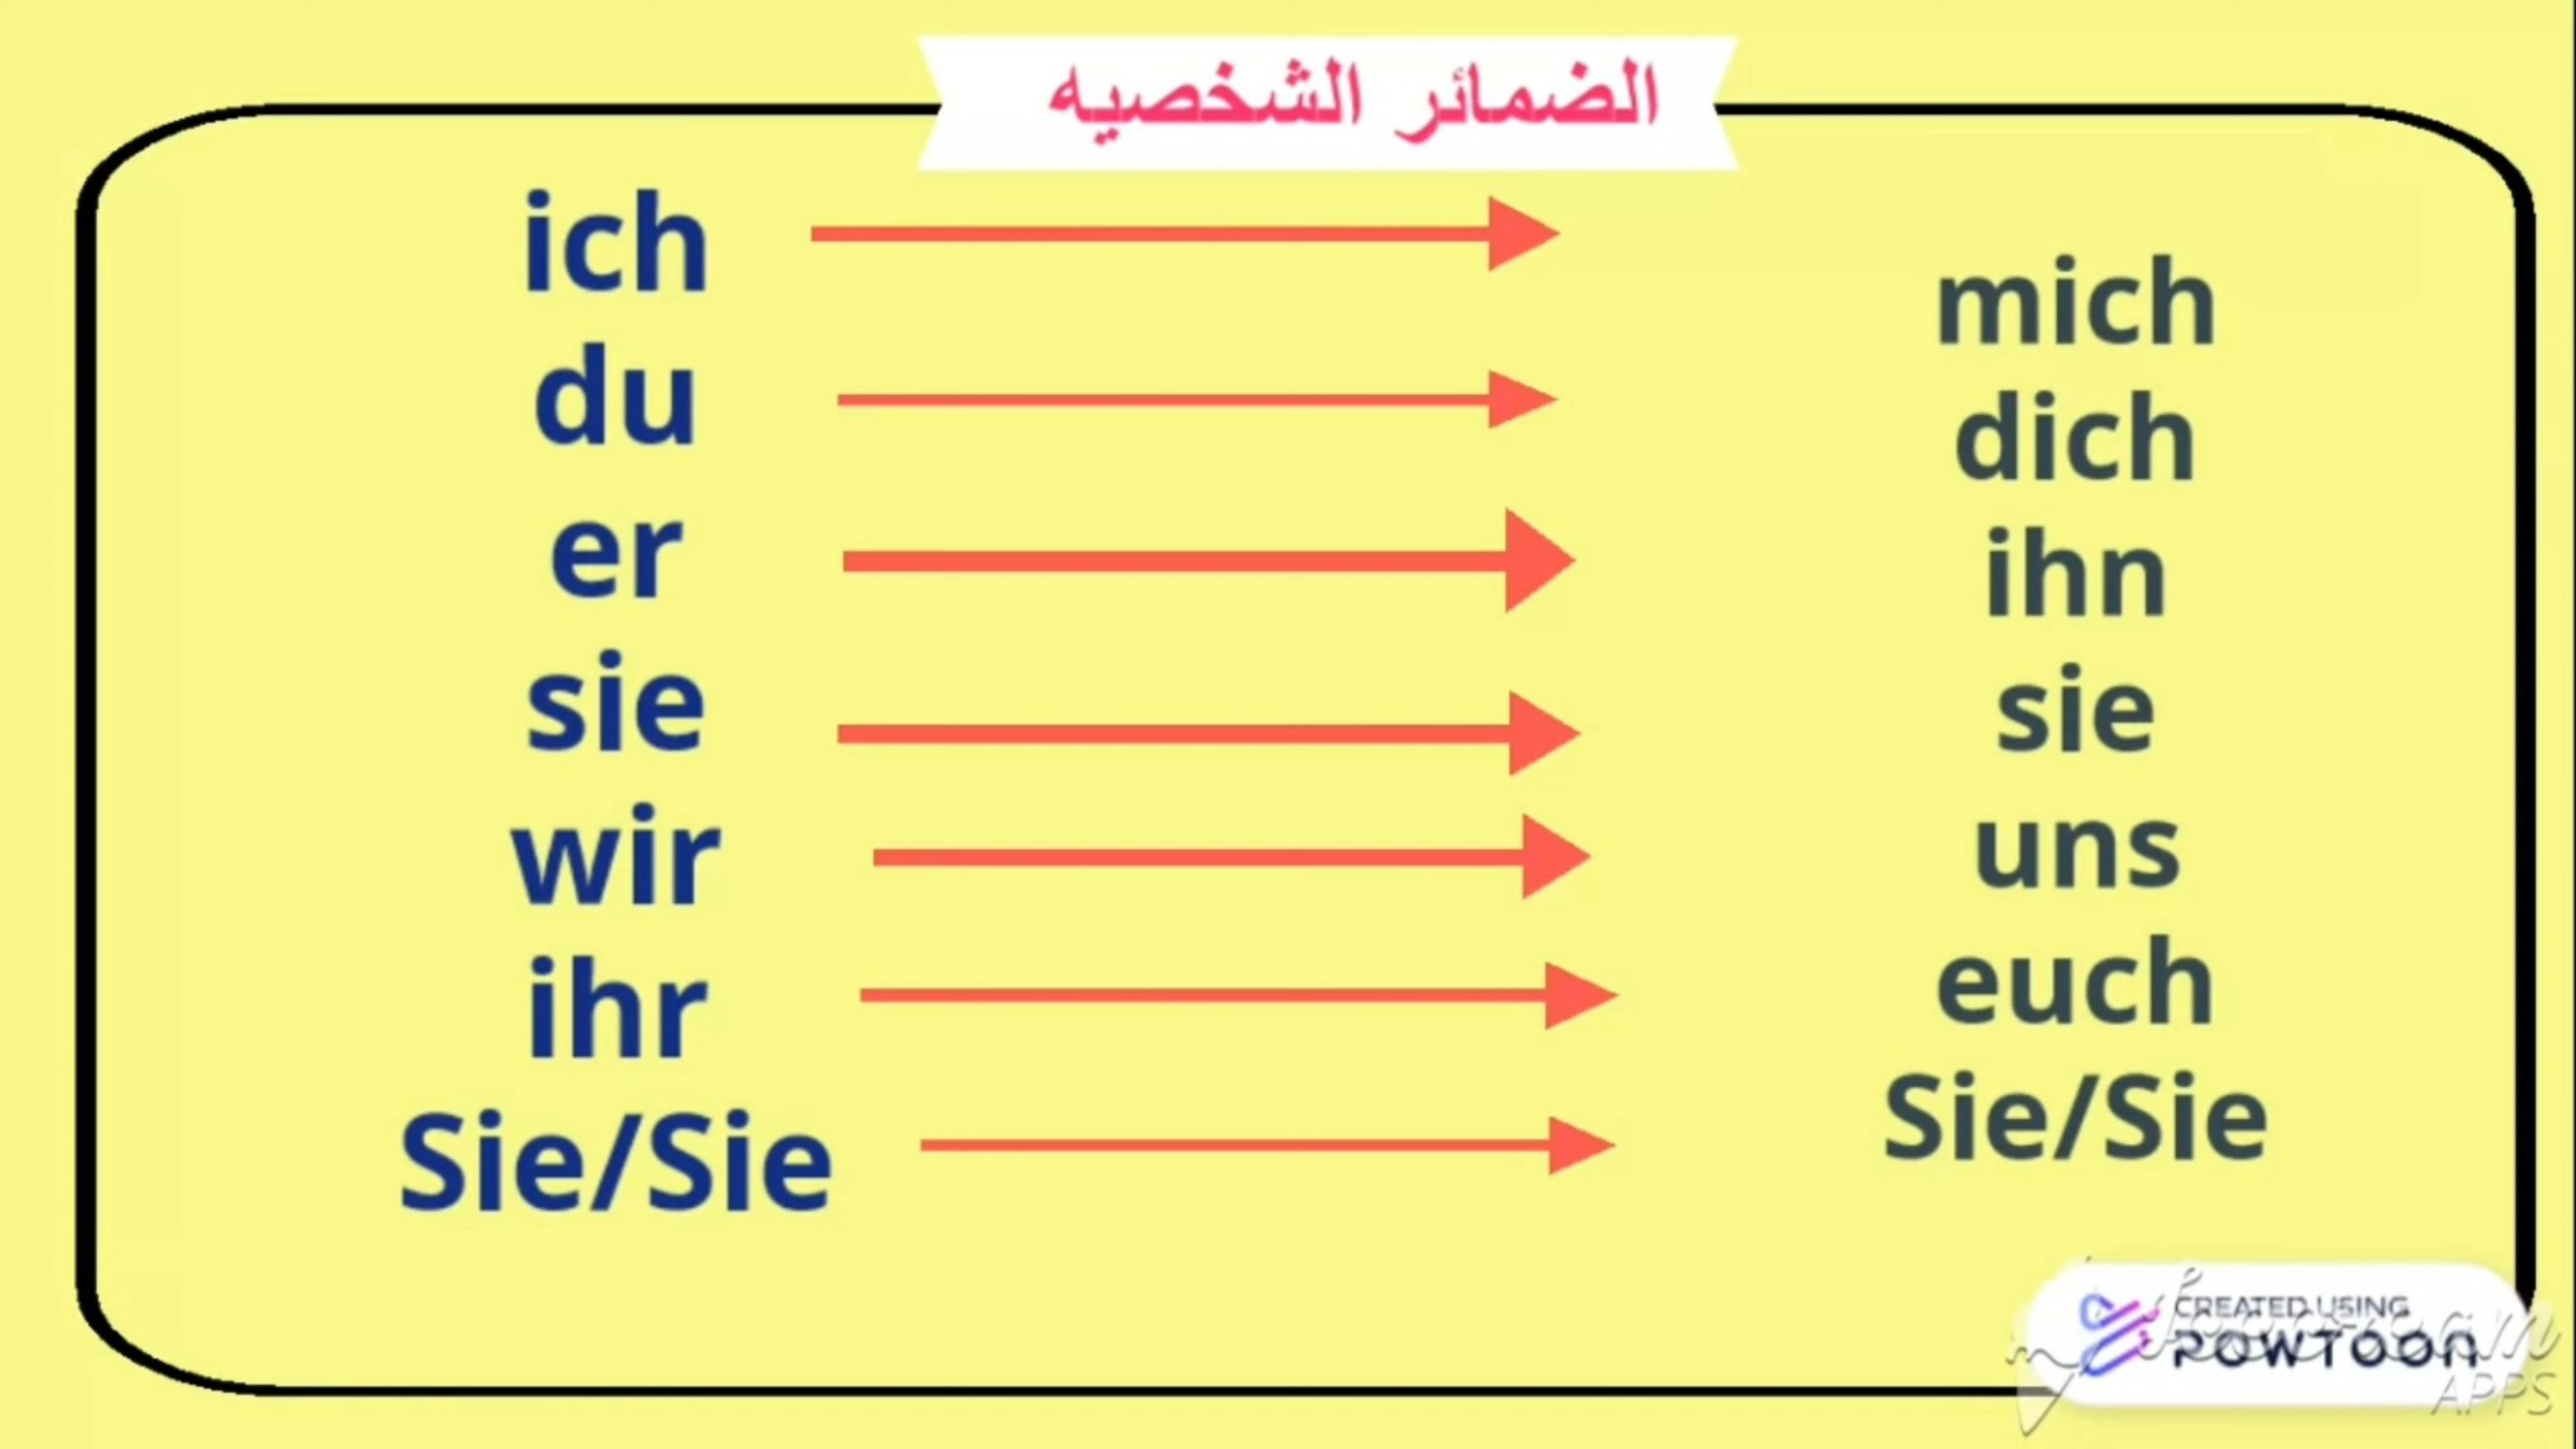 الضمائر الشخصيه
ich
mich
du
dich
er
ihn
sie
sie
wir
uns
ihr
euch
Sie/Sie
Sie/Sie
CREATED USING
POWTOON
APPS